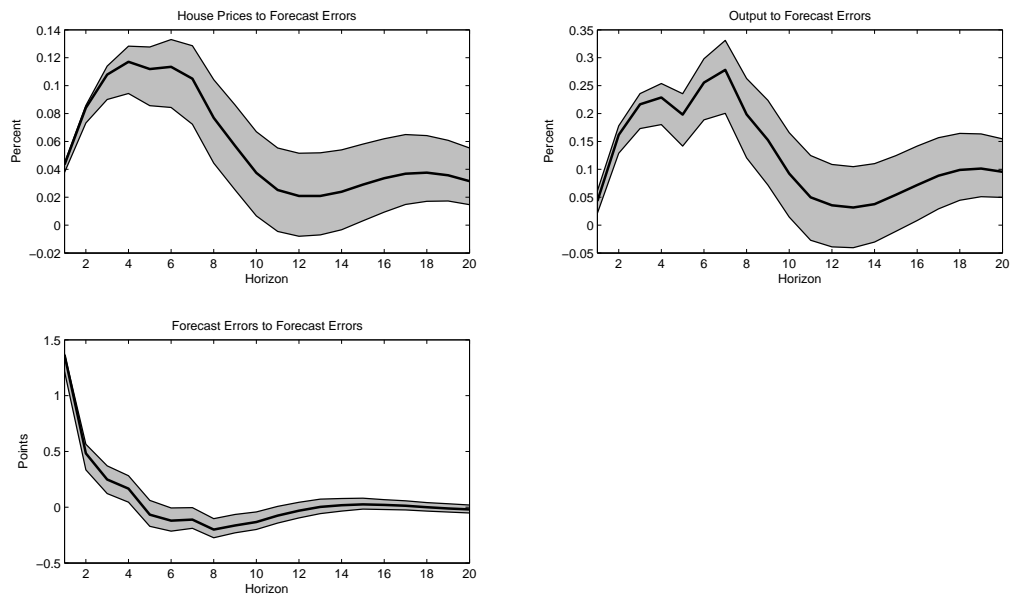 House Prices to Forecast Errors
0.14
0.12
0.1
0.08
0.06
0.04
0.02
0
−0.02
Percent
2 4 6 8 10 12 14 16 18 20
Horizon
Output to Forecast Errors
0.35
0.3
0.25
0.2
0.15
0.1
0.05
0
−0.05
Percent
2 4 6 8 10 12 14 16 18 20
Horizon
Forecast Errors to Forecast Errors
1.5
1
0.5
0
−0.5
Points
2 4 6 8 10 12 14 16 18 20
Horizon